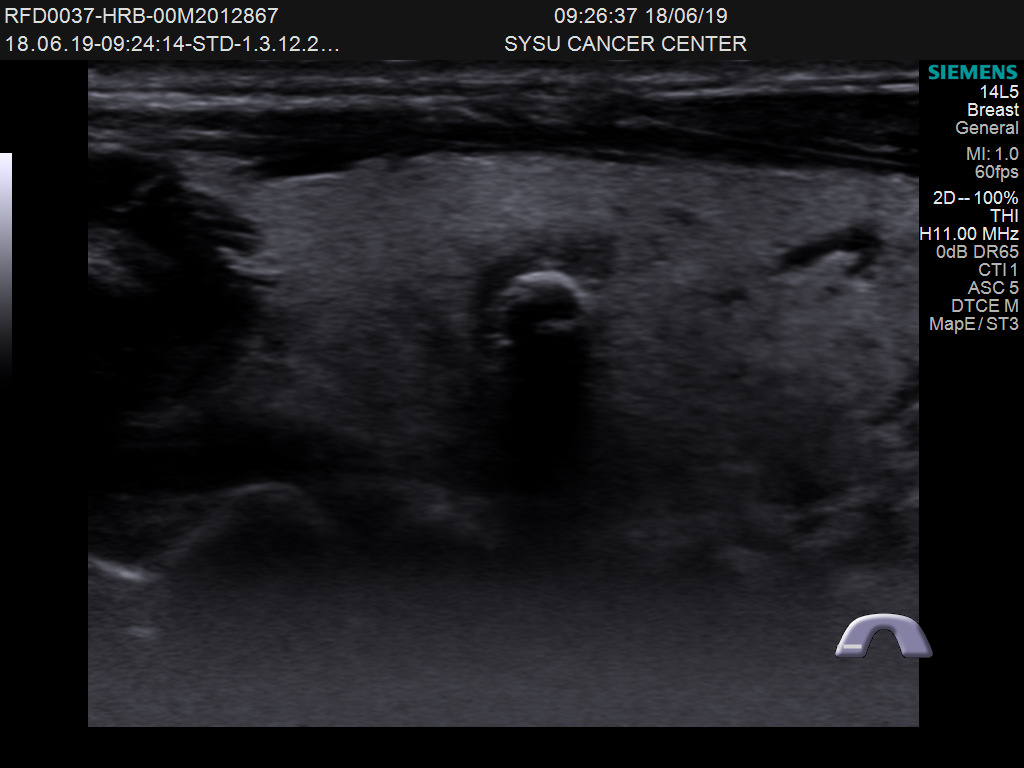 RFD0037-HRB-00M2012867
09:26:37 18/06/19
18.06.19-09:24:14-STD-1.3.12.2...
SYSU CANCER CENTER
SIEMENS
14L5
Breast
General
MI: 1.0
60fps
2D--100%
THI
H11.00 MHz
0dB DR65
CTI 1
ASC 5
DTCE M
MapE/ST3